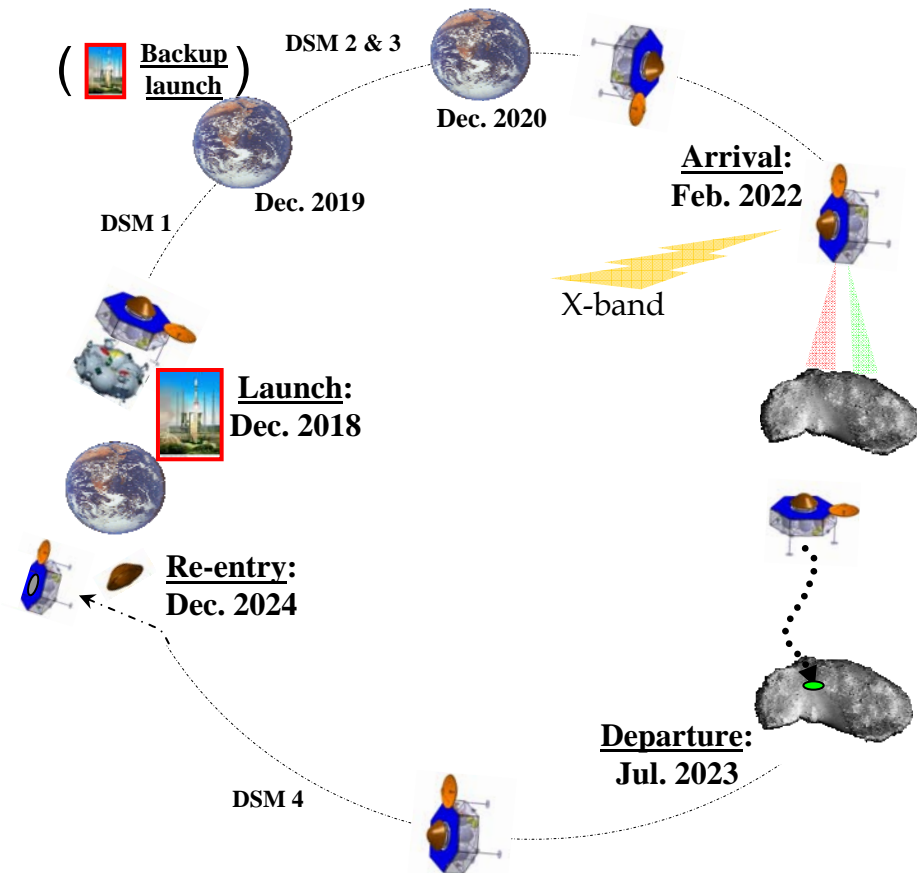 DSM 2 & 3
( Backup
launch )
Dec. 2020
Arrival:
Feb. 2022
Dec. 2019
DSM 1
X-band
Launch:
Dec. 2018
Re-entry:
Dec. 2024
Departure:
Jul. 2023
DSM 4